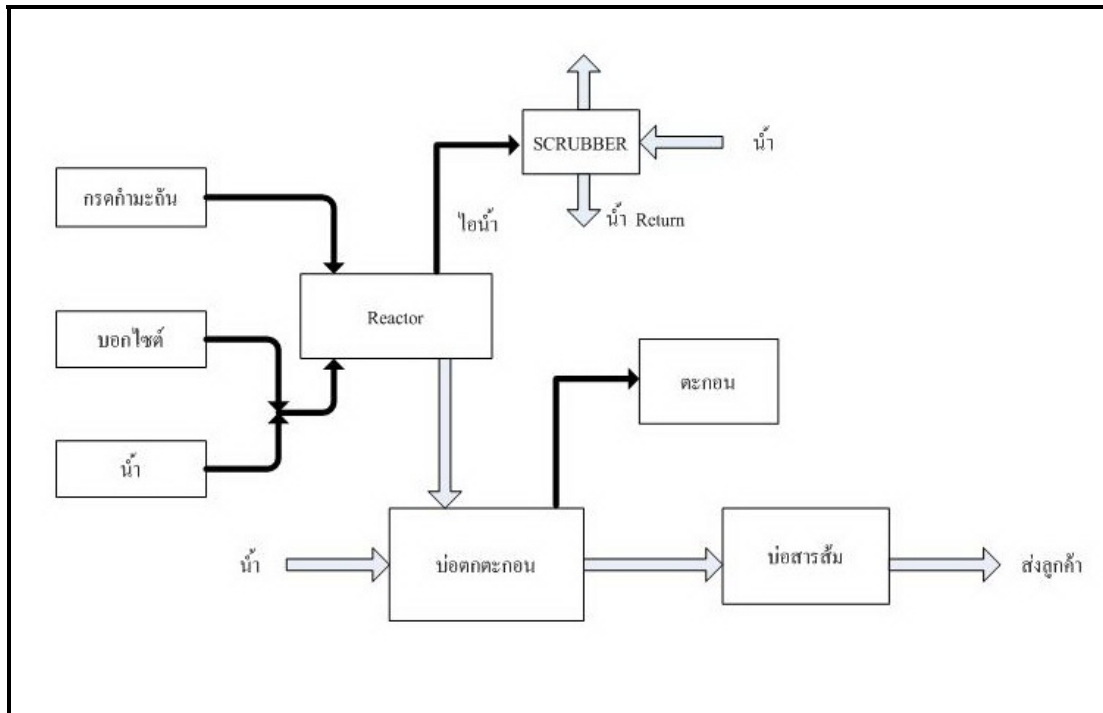 SCRUBBER
น้ำ
กรดกำมะถัน
ไอน้ำ
น้ำ Return
Reactor
บอกไซต์
ตะกอน
น้ำ
น้ำ
บ่อตกตะกอน
บ่อสารส้ม
ส่งลูกค้า